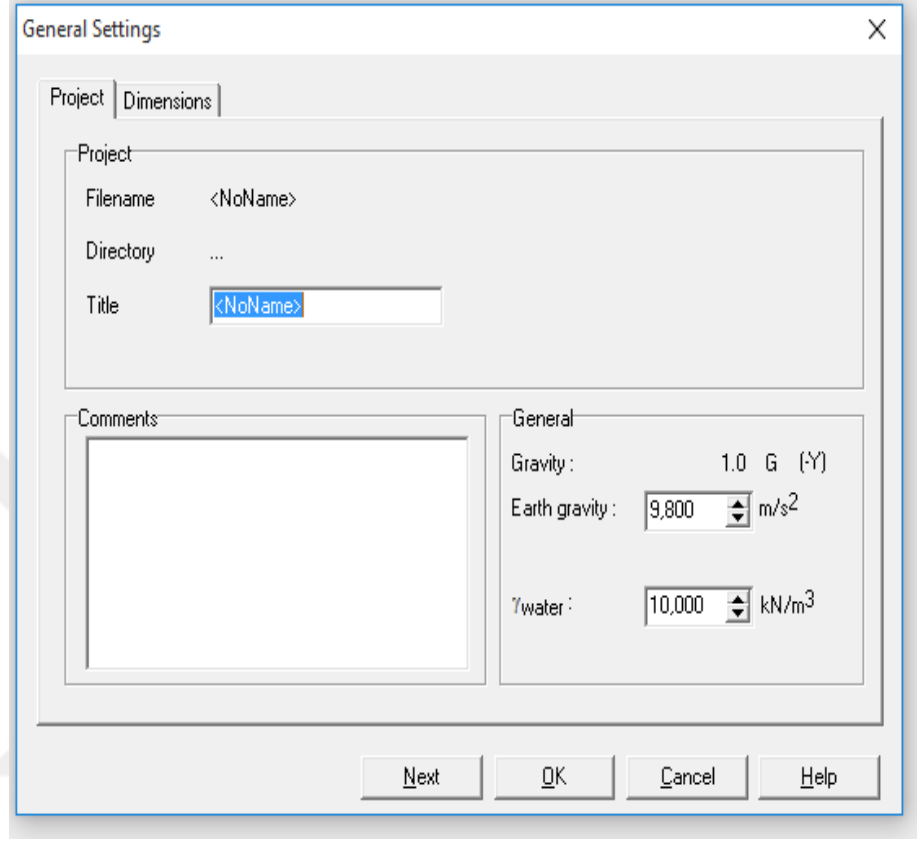 General Settings
Project
Dimensions
Project
Filename <NoName>
Directory ...
Title <NoName>
Comments
General
Gravity : 1.0 G (-Y)
Earth gravity : 9,800 m/s2
γwater : 10,000 kN/m3
Next OK Cancel Help